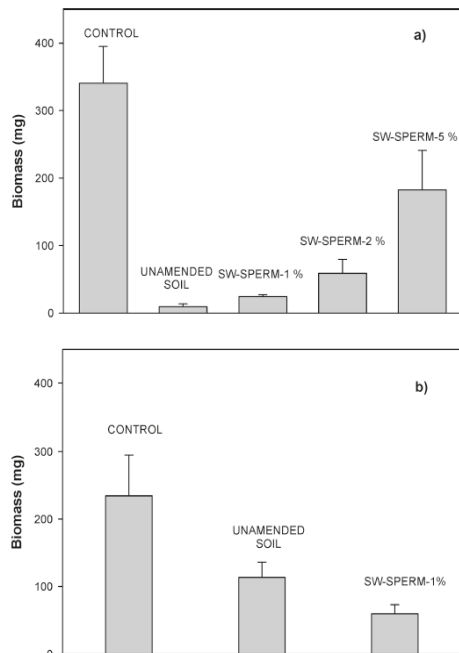 a)
CONTROL
400
300
200
100
0
Biomass (mg)
UNAMENDED
SOIL
SW-SPERM-1 %
SW-SPERM-2 %
SW-SPERM-5 %
b)
CONTROL
400
300
200
100
0
Biomass (mg)
UNAMENDED
SOIL
SW-SPERM-1%